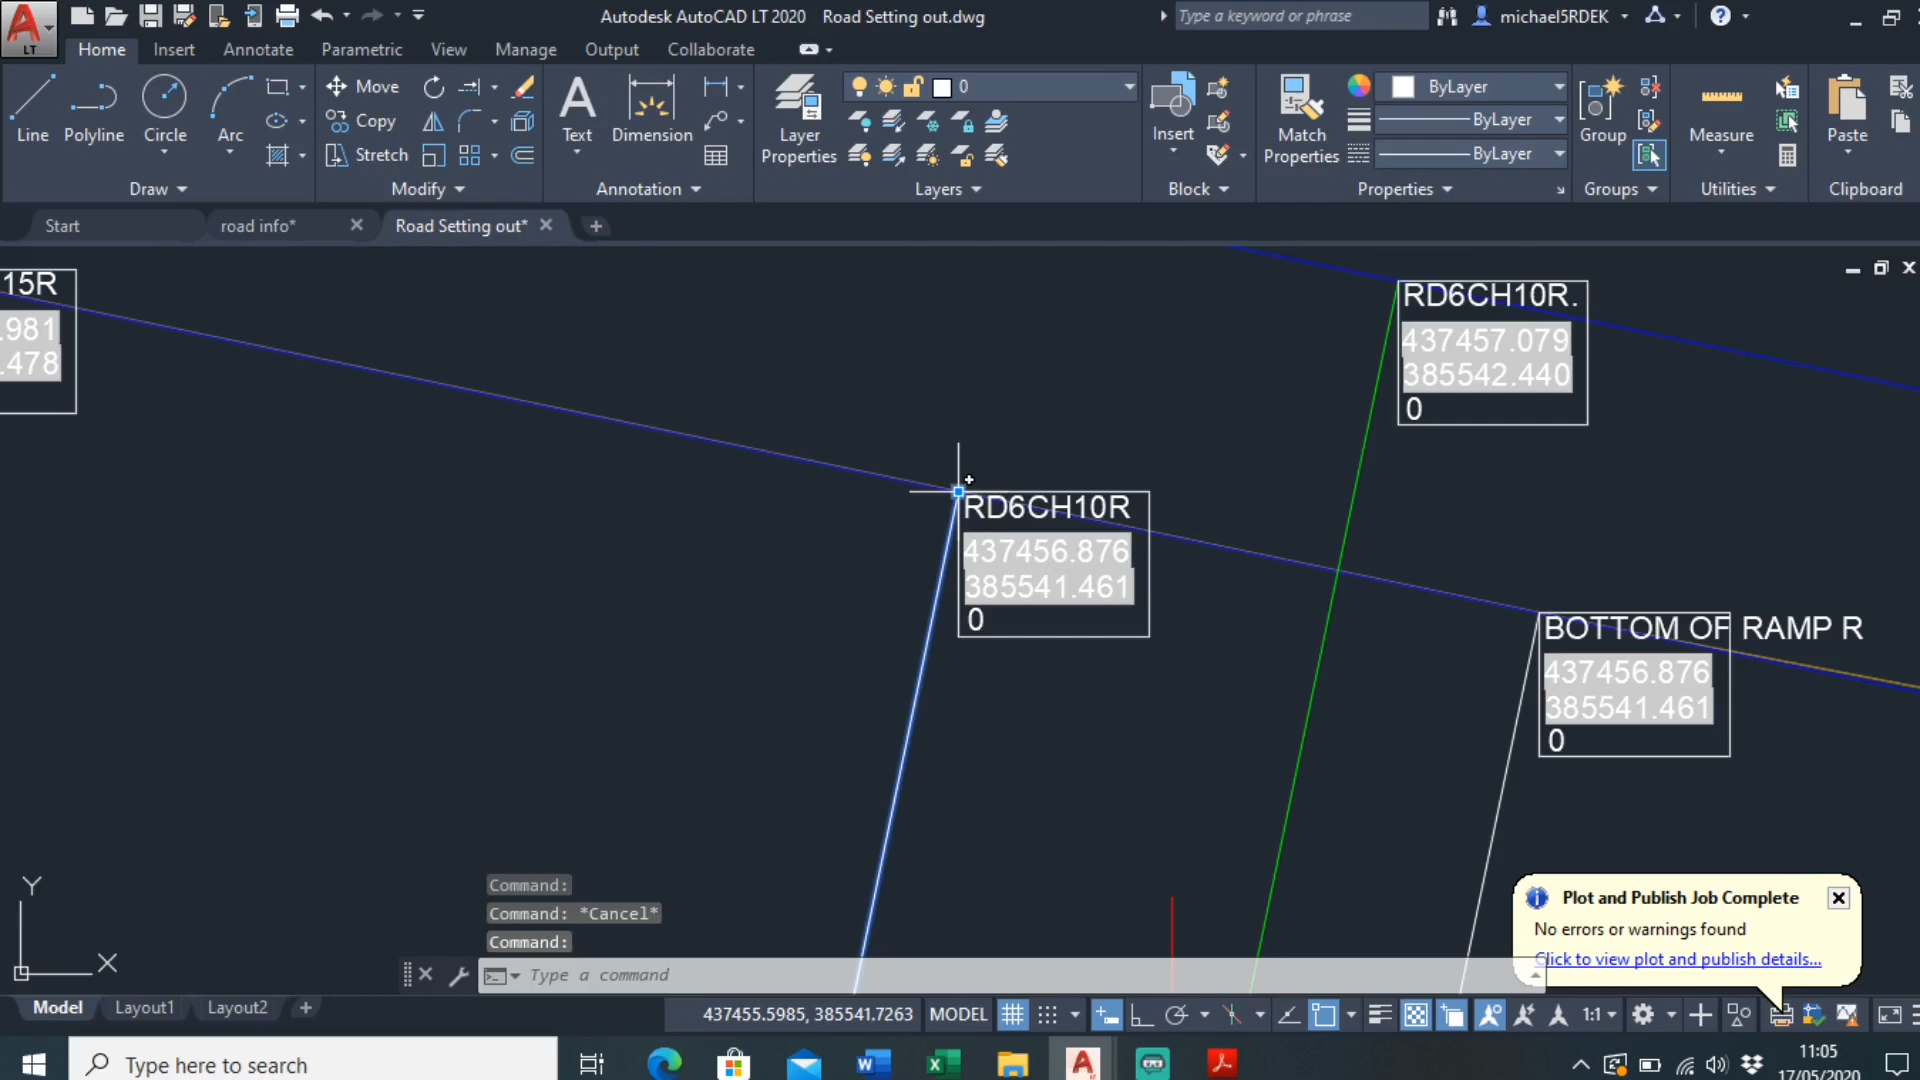 Autodesk AutoCAD LT 2020 Road Setting out.dwg
Type a keyword or phrase
michael5RDEK
LT
Home Insert Annotate Parametric View Manage Output Collaborate
Line Polyline Circle Arc
Draw
Move
Copy
Stretch
Modify
Text Dimension
Annotation
Layer Properties
0
Layers
Insert
Block
Match Properties
ByLayer
ByLayer
ByLayer
Properties
Group
Groups
Measure
Utilities
Paste
Clipboard
Start road info* Road Setting out*
15R
.981
.478
RD6CH10R.
437457.079
385542.440
0
RD6CH10R
437456.876
385541.461
0
BOTTOM OF RAMP R
437456.876
385541.461
0
Y
X
Command:
Command: *Cancel*
Command:
Type a command
Plot and Publish Job Complete
No errors or warnings found
Click to view plot and publish details...
Model Layout1 Layout2
437455.5985, 385541.7263 MODEL 1:1
Type here to search
11:05
17/05/2020